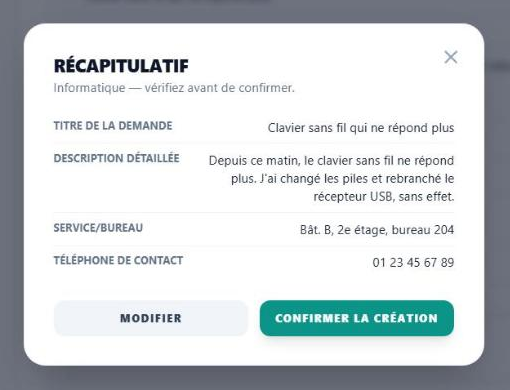 RÉCAPITULATIF
Informatique — vérifiez avant de confirmer.
TITRE DE LA DEMANDE
Clavier sans fil qui ne répond plus
DESCRIPTION DÉTAILLÉE
Depuis ce matin, le clavier sans fil ne répond
plus. J'ai changé les piles et rebranché le
récepteur USB, sans effet.
SERVICE/BUREAU
Bât. B, 2e étage, bureau 204
TÉLÉPHONE DE CONTACT
01 23 45 67 89
MODIFIER
CONFIRMER LA CRÉATION